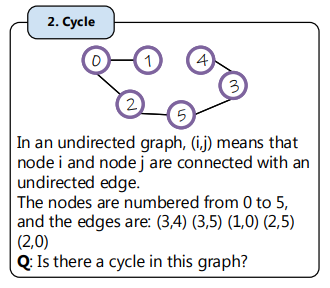 2. Cycle
0 1 4
3
2
5
In an undirected graph, (i,j) means that
node i and node j are connected with an
undirected edge.
The nodes are numbered from 0 to 5,
and the edges are: (3,4) (3,5) (1,0) (2,5)
(2,0)
Q: Is there a cycle in this graph?